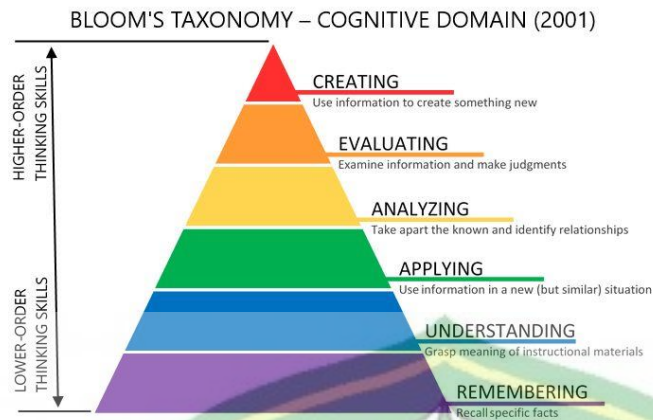 BLOOM'S TAXONOMY – COGNITIVE DOMAIN (2001)
HIGHER-ORDER
THINKING SKILLS
CREATING
Use information to create something new
EVALUATING
Examine information and make judgments
ANALYZING
Take apart the known and identify relationships
APPLYING
Use information in a new (but similar) situation
LOWER-ORDER
THINKING SKILLS
UNDERSTANDING
Grasp meaning of instructional materials
REMEMBERING
Recall specific facts